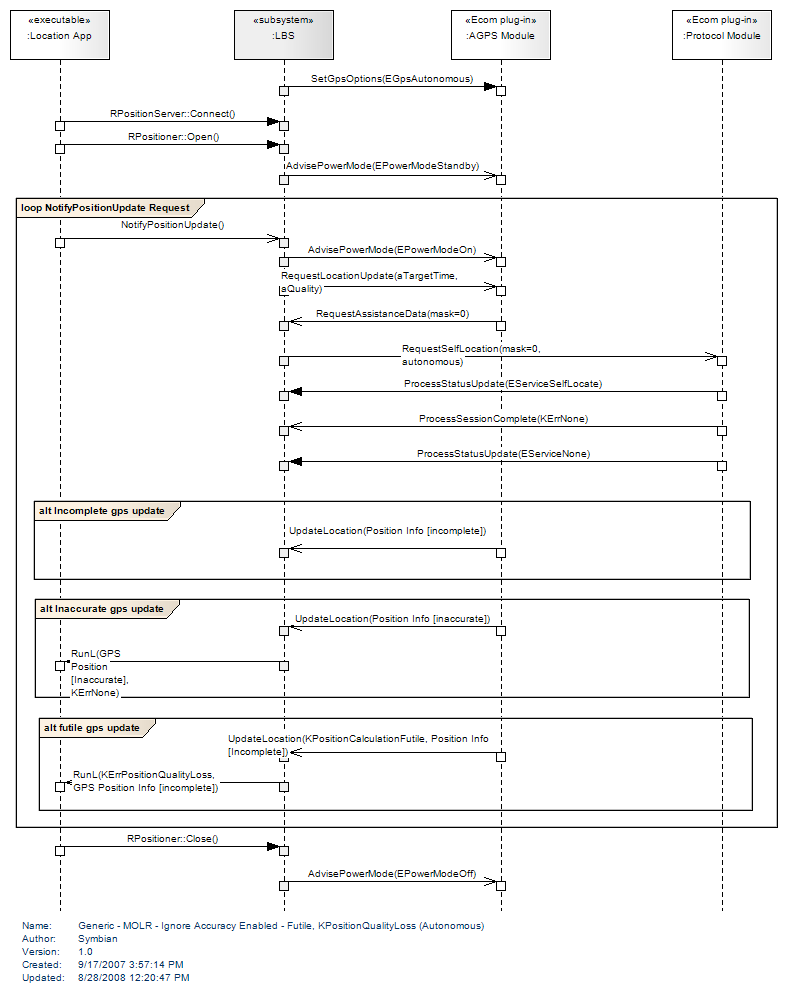 «executable»
:Location App
«subsystem»
:LBS
«Ecom plug-in»
:AGPS Module
«Ecom plug-in»
:Protocol Module
SetGpsOptions(EGpsAutonomous)
RPositionServer::Connect()
RPositioner::Open()
AdvisePowerMode(EPowerModeStandby)
loop NotifyPositionUpdate Request
NotifyPositionUpdate()
AdvisePowerMode(EPowerModeOn)
RequestLocationUpdate(aTargetTime,
aQuality)
RequestAssistanceData(mask=0)
RequestSelfLocation(mask=0,
autonomous)
ProcessStatusUpdate(EServiceSelfLocate)
ProcessSessionComplete(KErrNone)
ProcessStatusUpdate(EServiceNone)
alt Incomplete gps update
UpdateLocation(Position Info [incomplete])
alt Inaccurate gps update
UpdateLocation(Position Info [inaccurate])
RunL(GPS
Position
[Inaccurate],
KErrNone)
alt futile gps update
UpdateLocation(KPositionCalculationFutile, Position Info
[Incomplete])
RunL(KErrPositionQualityLoss,
GPS Position Info [incomplete])
RPositioner::Close()
AdvisePowerMode(EPowerModeOff)
Name: Generic - MOLR - Ignore Accuracy Enabled - Futile, KPositionQualityLoss (Autonomous)
Author: Symbian
Version: 1.0
Created: 9/17/2007 3:57:14 PM
Updated: 8/28/2008 12:20:47 PM